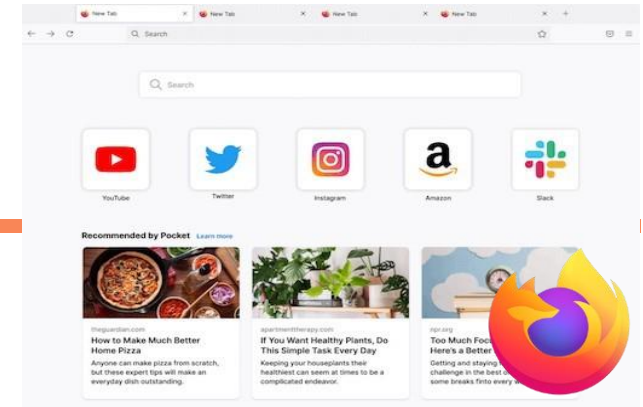 New Tab
New Tab
New Tab
New Tab
Search
Search
YouTube
Twitter
Instagram
Amazon
Slack
Recommended by Pocket Learn more
theguardian.com
How to Make Much Better
Home Pizza
Anyone can make pizza from scratch,
but these expert tips will make an
everyday dish outstanding.
apartmenttherapy.com
If You Want Healthy Plants, Do
This Simple Task Every Day
Keeping your houseplants their
healthiest can seem at times to be a
complicated endeavor.
npr.org
Too Much
Here's a Better
Getting and staying
challenge in the best
some breaks finto every